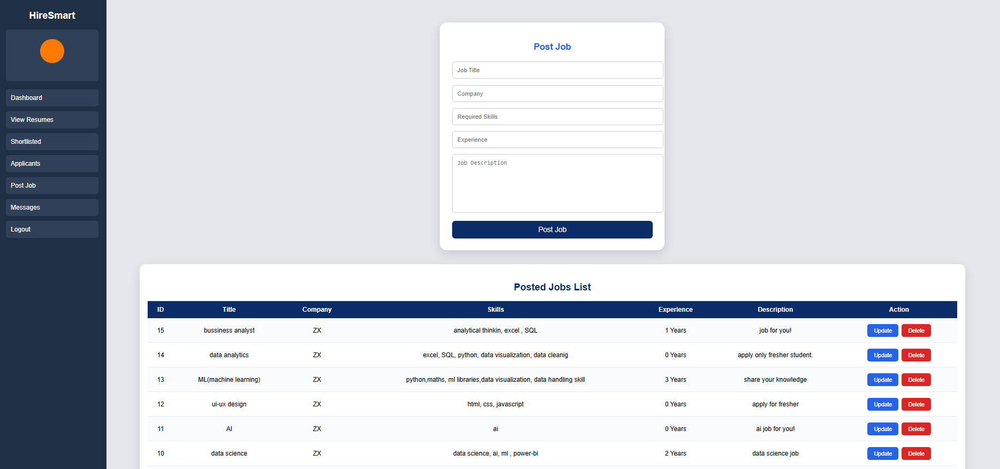 HireSmart
Dashboard
View Resumes
Shortlisted
Applicants
Post Job
Messages
Logout
Post Job
Job Title
Company
Required Skills
Experience
Job Description
Post Job
Posted Jobs List
ID Title Company Skills Experience Description Action
15 bussiness analyst ZX analytical thinkin, excel , SQL 1 Years job for you! Update Delete
14 data analytics ZX excel, SQL, python, data visualization, data cleanig 0 Years apply only fresher student. Update Delete
13 ML(machine learning) ZX python,maths, ml libraries,data visualization, data handling skill 3 Years share your knowledge Update Delete
12 ui-ux design ZX html, css, javascript 0 Years apply for fresher Update Delete
11 AI ZX ai 0 Years ai job for you! Update Delete
10 data science ZX data science, ai, ml , power-bi 2 Years data science job Update Delete